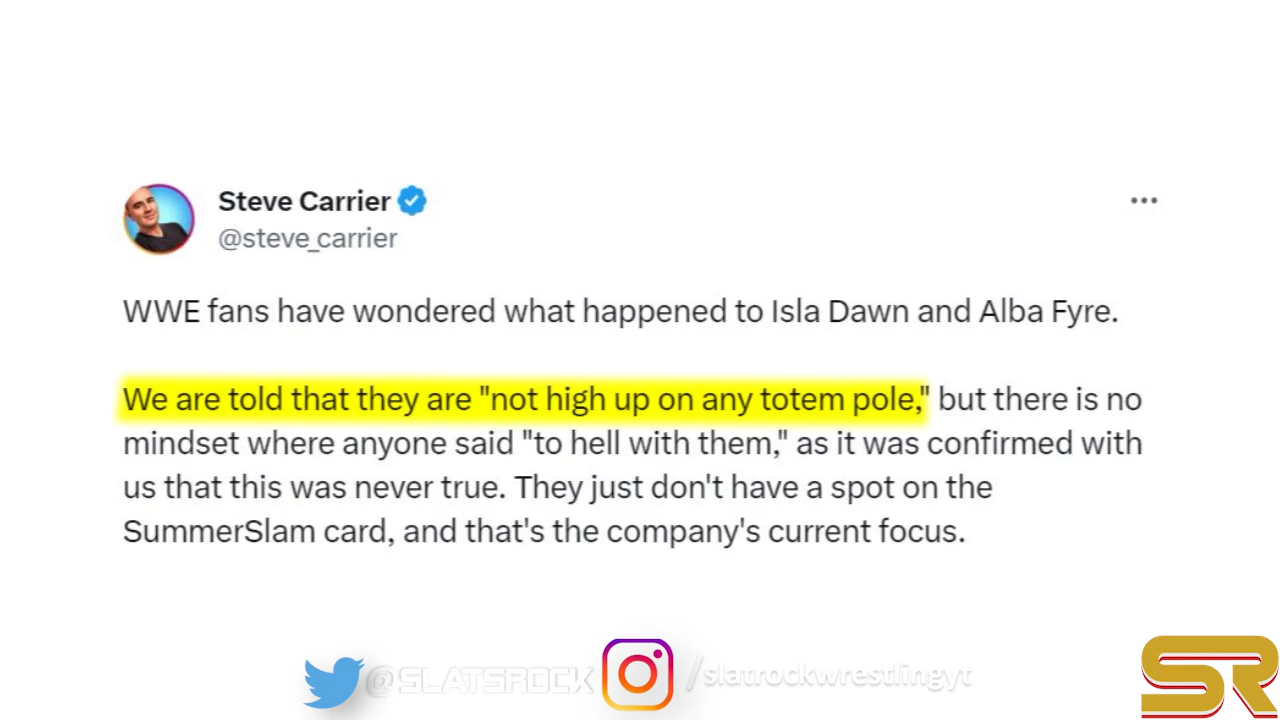 Steve Carrier
@steve_carrier
WWE fans have wondered what happened to Isla Dawn and Alba Fyre.
We are told that they are "not high up on any totem pole," but there is no
mindset where anyone said "to hell with them," as it was confirmed with
us that this was never true. They just don't have a spot on the
SummerSlam card, and that's the company's current focus.
@SLATSROCK /slatrockwrestlingyt
SR